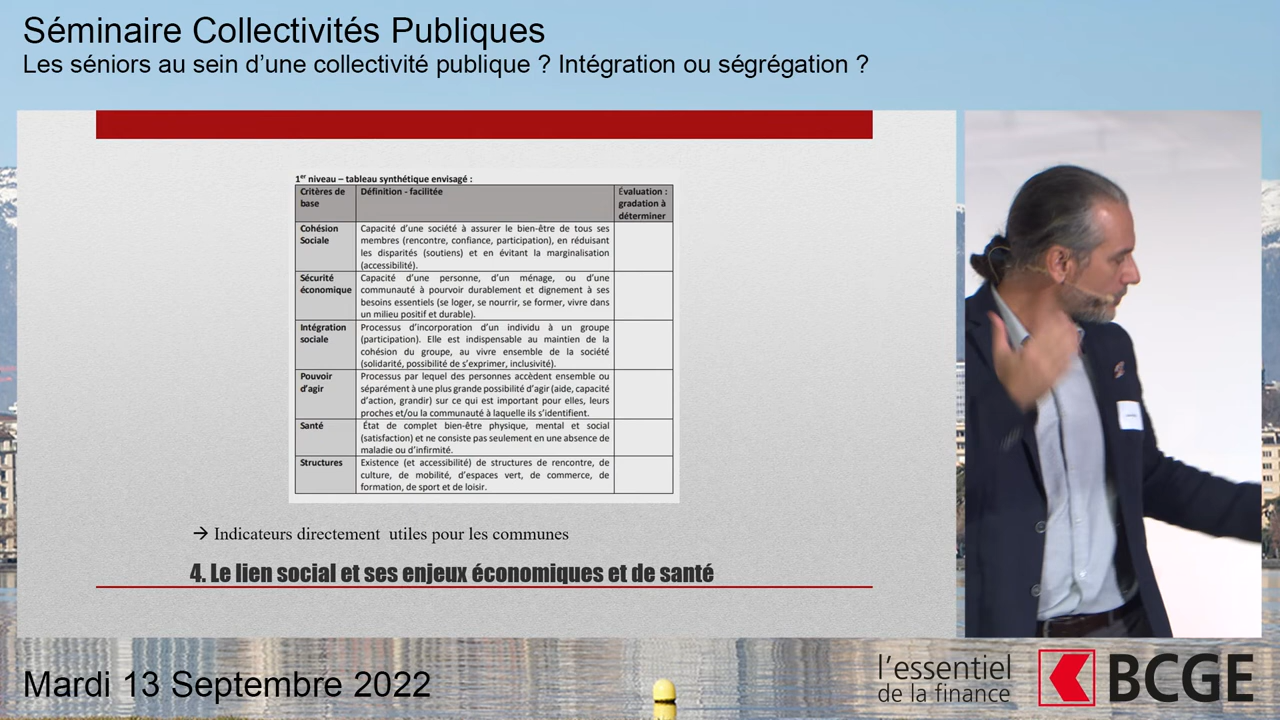 Séminaire Collectivités Publiques
Les séniors au sein d’une collectivité publique ? Intégration ou ségrégation ?
1er niveau – tableau synthétique envisagé :
Critères de base
Définition - facilitée
Évaluation : gradation à déterminer
Cohésion Sociale
Capacité d’une société à assurer le bien-être de tous ses
membres (rencontre, confiance, participation), en réduisant
les disparités (soutiens) et en évitant la marginalisation
(accessibilité).
Sécurité économique
Capacité d’une personne, d’un ménage, ou d’une
communauté à pourvoir durablement et dignement à ses
besoins essentiels (se loger, se nourrir, se former, vivre dans
un milieu positif et durable).
Intégration sociale
Processus d’incorporation d’un individu à un groupe
(participation). Elle est indispensable au maintien de la
cohésion du groupe, au vivre ensemble de la société
(solidarité, possibilité de s’exprimer, inclusivité).
Pouvoir d’agir
Processus par lequel des personnes accèdent ensemble ou
séparément à une plus grande possibilité d’agir (aide, capacité
d’action, grandir) sur ce qui est important pour elles, leurs
proches et/ou la communauté à laquelle ils s’identifient.
Santé
État de complet bien-être physique, mental et social
(satisfaction) et ne consiste pas seulement en une absence de
maladie ou d’infirmité.
Structures
Existence (et accessibilité) de structures de rencontre, de
culture, de mobilité, d’espaces vert, de commerce, de
formation, de sport et de loisir.
→ Indicateurs directement utiles pour les communes
4. Le lien social et ses enjeux économiques et de santé
Mardi 13 Septembre 2022
l’essentiel
de la finance
BCGE